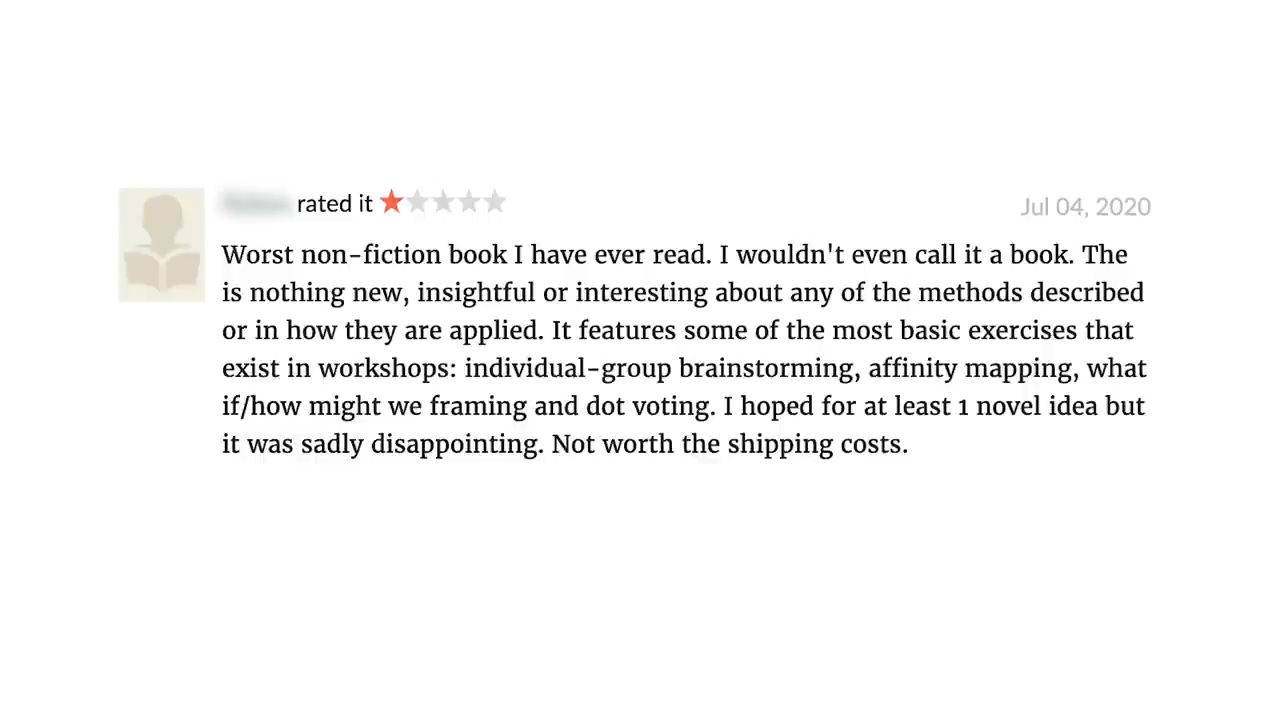 rated it
Jul 04, 2020
Worst non-fiction book I have ever read. I wouldn't even call it a book. The
is nothing new, insightful or interesting about any of the methods described
or in how they are applied. It features some of the most basic exercises that
exist in workshops: individual-group brainstorming, affinity mapping, what
if/how might we framing and dot voting. I hoped for at least 1 novel idea but
it was sadly disappointing. Not worth the shipping costs.